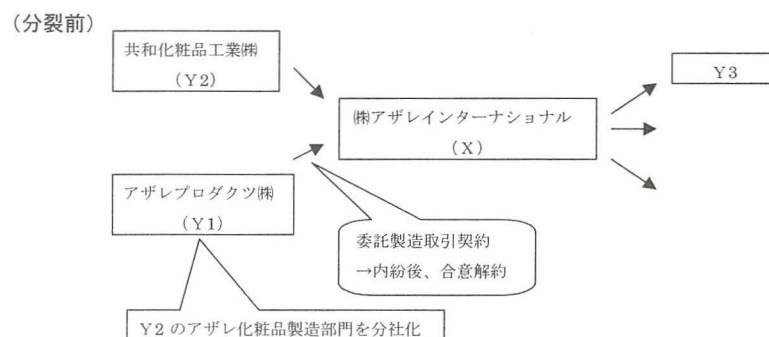 （分裂前）
共和化粧品工業㈱
（Y2）
Y3
㈱アザレインターナショナル
（X）
アザレプロダクツ㈱
（Y1）
委託製造取引契約
→内紛後、合意解約
Y2 のアザレ化粧品製造部門を分社化